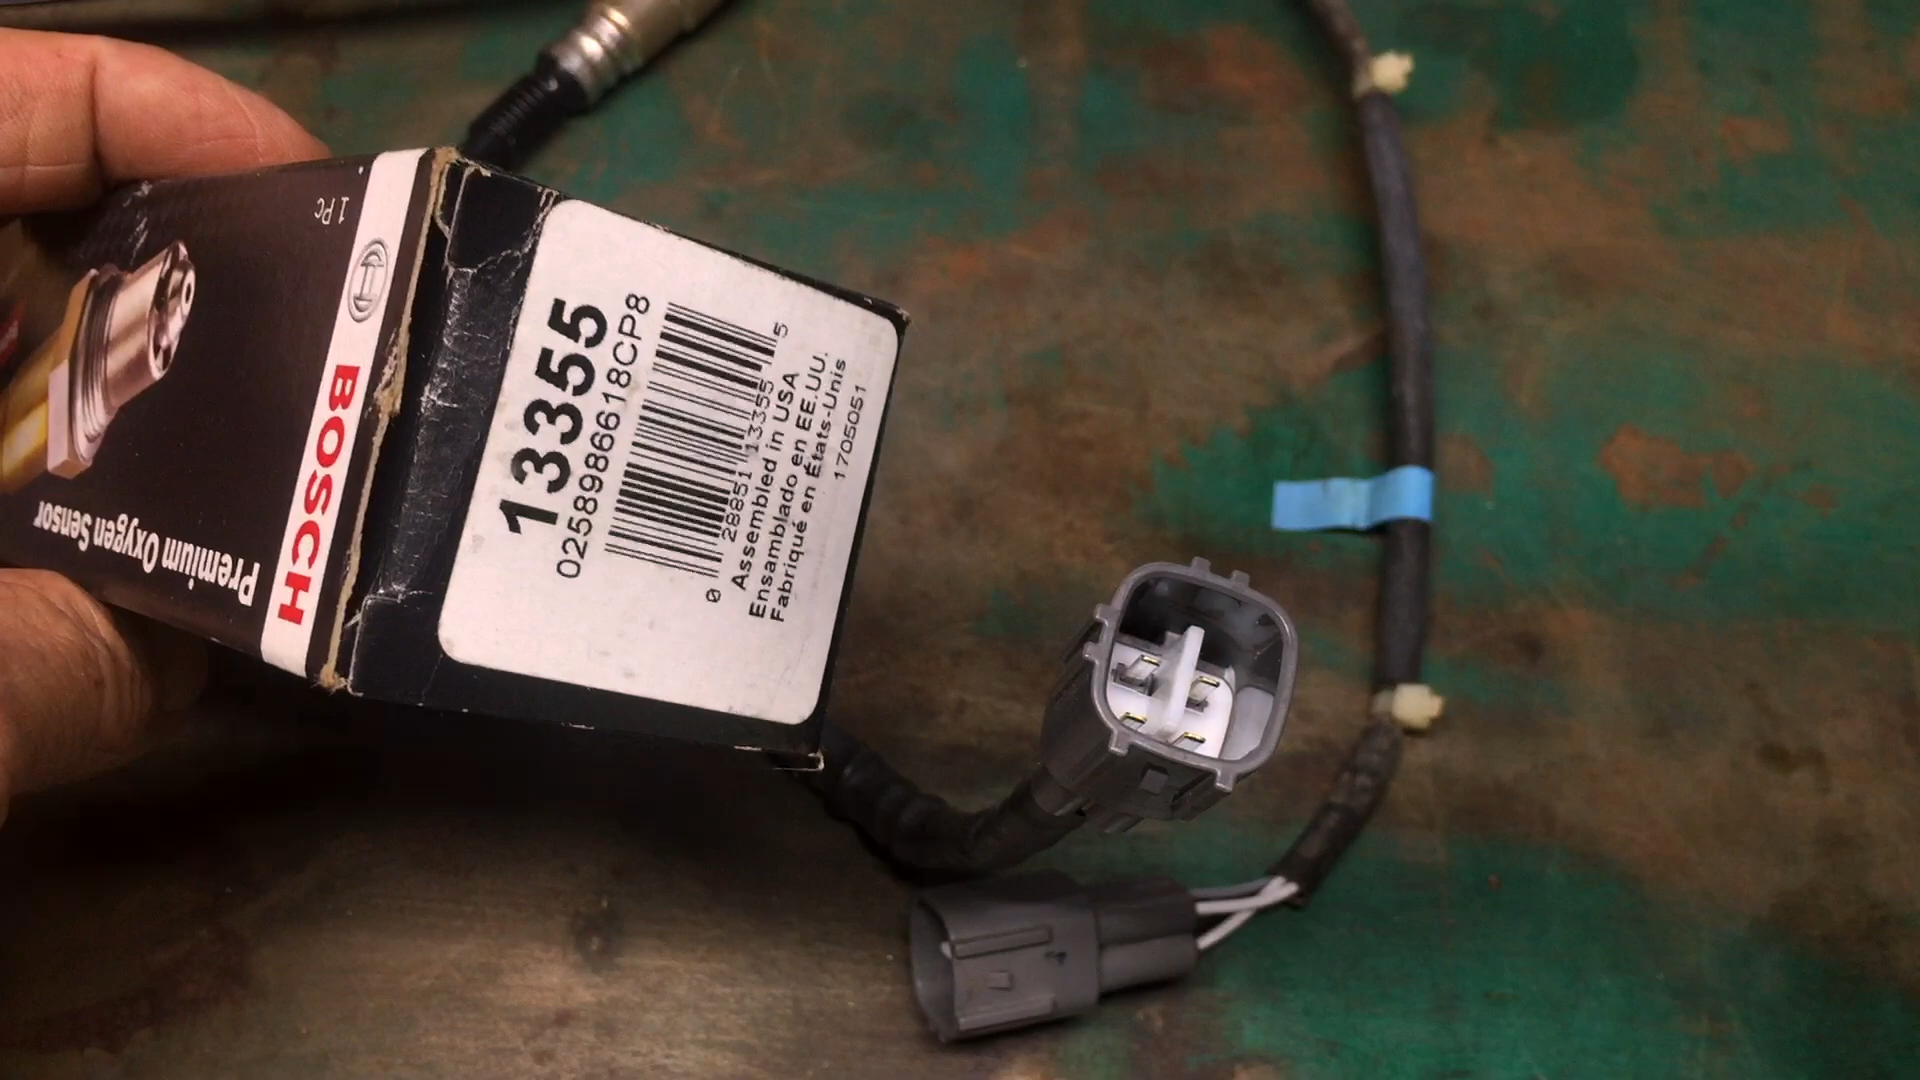 1 Pc
BOSCH
Premium Oxygen Sensor
13355
0258986618CP8
0 28851 13355 5
Assembled in USA
Ensamblado en EE.UU.
Fabriqué en États-Unis
1705051